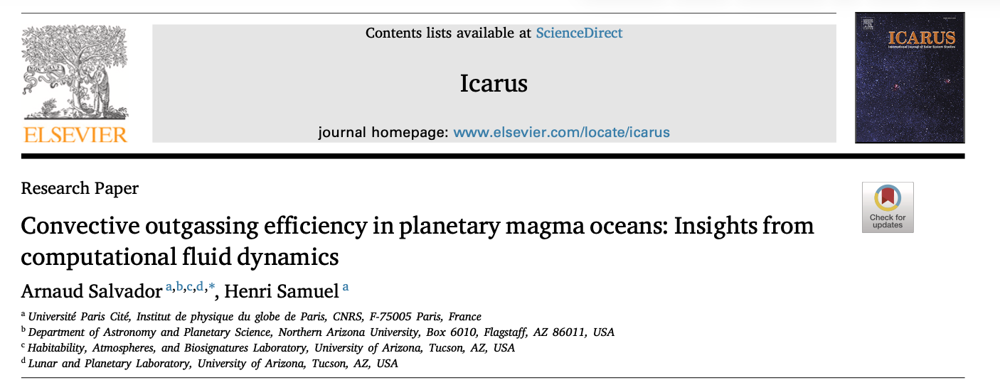 Contents lists available at ScienceDirect
Icarus
journal homepage: www.elsevier.com/locate/icarus
ELSEVIER
ICARUS
Research Paper
Check for
updates
Convective outgassing efficiency in planetary magma oceans: Insights from
computational fluid dynamics
Arnaud Salvador a,b,c,d,*, Henri Samuel a
a Université Paris Cité, Institut de physique du globe de Paris, CNRS, F-75005 Paris, France
b Department of Astronomy and Planetary Science, Northern Arizona University, Box 6010, Flagstaff, AZ 86011, USA
c Habitability, Atmospheres, and Biosignatures Laboratory, University of Arizona, Tucson, AZ, USA
d Lunar and Planetary Laboratory, University of Arizona, Tucson, AZ, USA